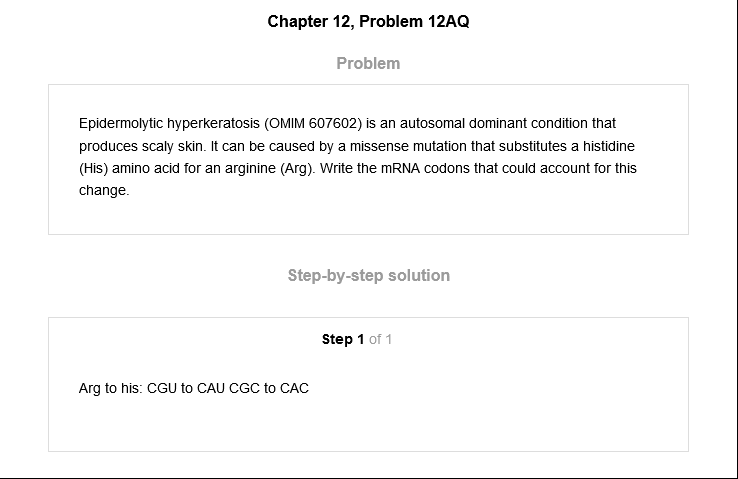 Chapter 12, Problem 12AQ
Problem
Epidermolytic hyperkeratosis (OMIM 607602) is an autosomal dominant condition that
produces scaly skin. It can be caused by a missense mutation that substitutes a histidine
(His) amino acid for an arginine (Arg). Write the mRNA codons that could account for this
change.
Step-by-step solution
Step 1 of 1
Arg to his: CGU to CAU CGC to CAC